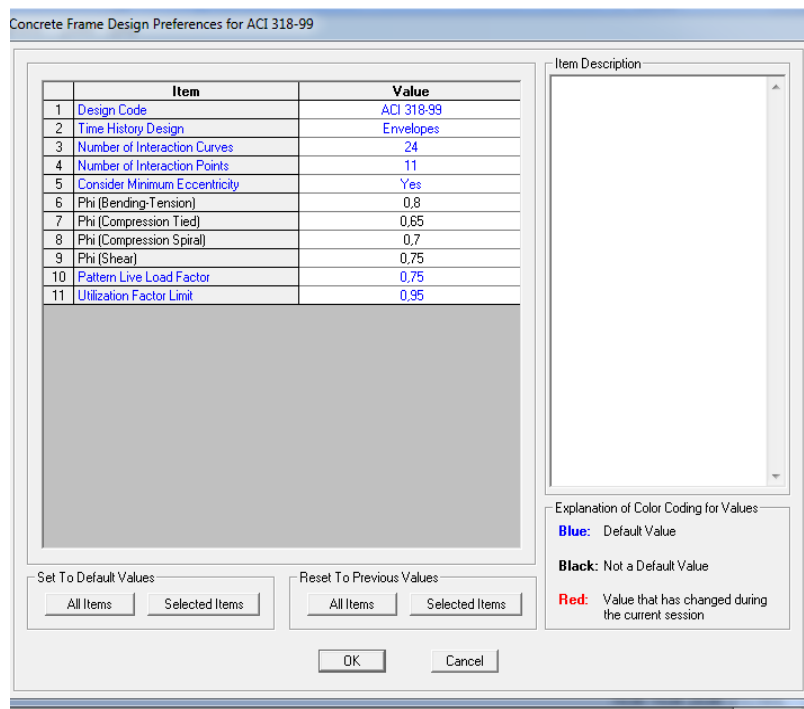 Concrete Frame Design Preferences for ACI 318-99
Item Description
Item Value
1 Design Code ACI 318-99
2 Time History Design Envelopes
3 Number of Interaction Curves 24
4 Number of Interaction Points 11
5 Consider Minimum Eccentricity Yes
6 Phi (Bending-Tension) 0,8
7 Phi (Compression Tied) 0,65
8 Phi (Compression Spiral) 0,7
9 Phi (Shear) 0,75
10 Pattern Live Load Factor 0,75
11 Utilization Factor Limit 0,95
Explanation of Color Coding for Values
Blue: Default Value
Black: Not a Default Value
Red: Value that has changed during
the current session
Set To Default Values
All Items Selected Items
Reset To Previous Values
All Items Selected Items
OK Cancel